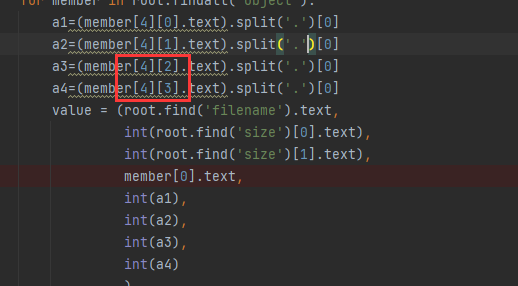 for member in root.findall('object'):
a1=(member[4][0].text).split('.')[0]
a2=(member[4][1].text).split('.')[0]
a3=(member[4][2].text).split('.')[0]
a4=(member[4][3].text).split('.')[0]
value = (root.find('filename').text,
int(root.find('size')[0].text),
int(root.find('size')[1].text),
member[0].text,
int(a1),
int(a2),
int(a3),
int(a4)
)